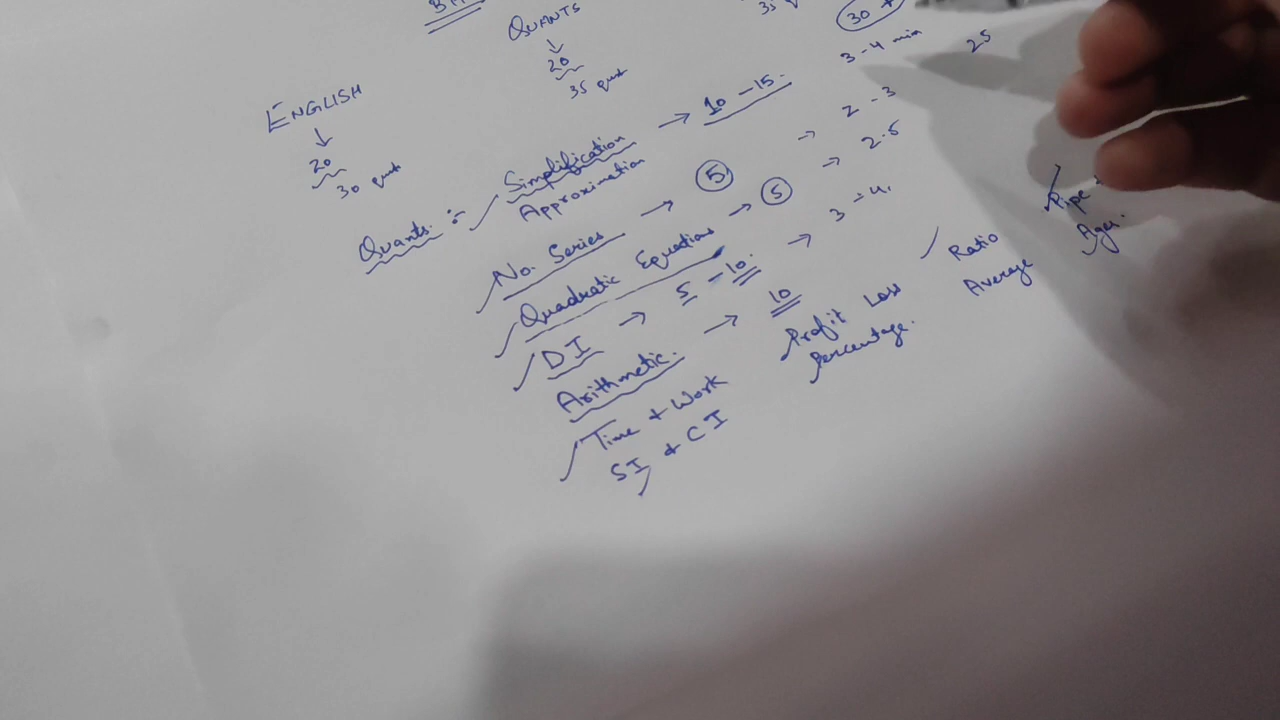 QUANTS
↓
20
35 quest
35 q
30 +
ENGLISH
↓
20
30 quest
Quants :- Simplification → 10 - 15. 3 - 4 min 25
Approximation
No. Series → 5 → 2 - 3
Quadratic Equations → 5 → 2.5
DI → 5 - 10. → 3 - 4.
Arithmetic. → 10
Time & Work Profit Loss Ratio Pipe
SI & CI Percentage. Average Ages.